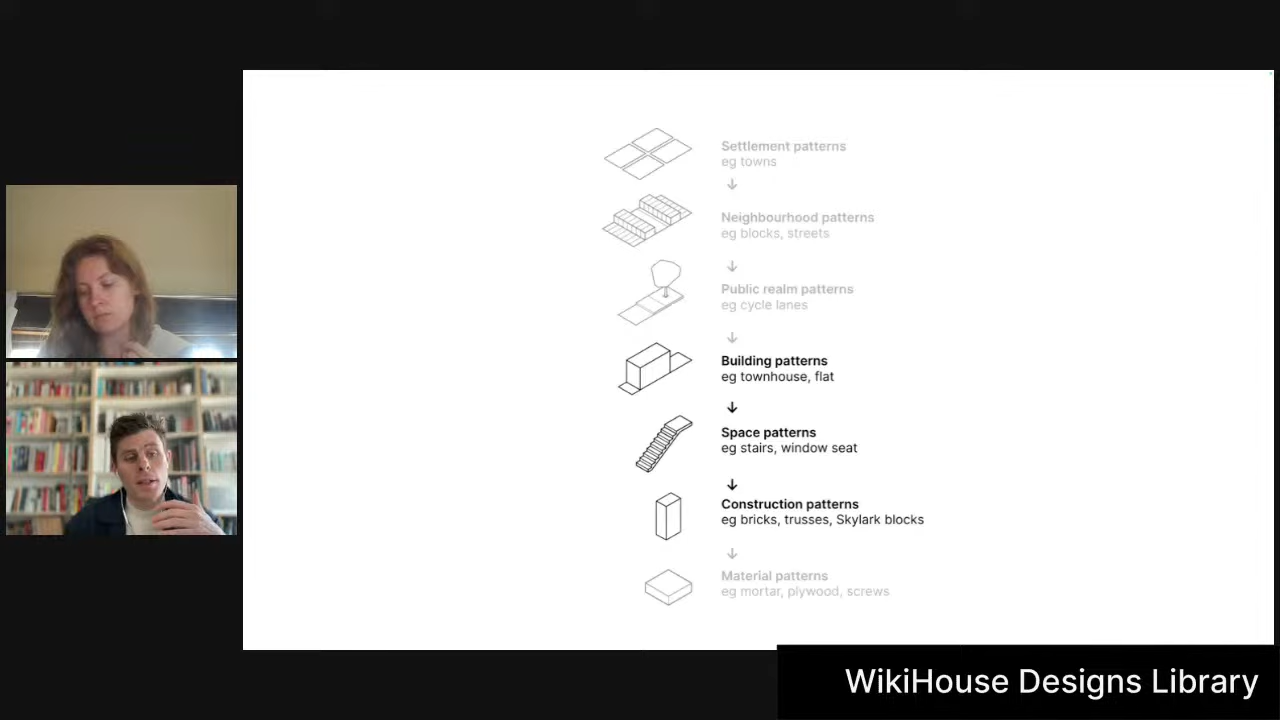 Settlement patterns
eg towns
Neighbourhood patterns
eg blocks, streets
Public realm patterns
eg cycle lanes
Building patterns
eg townhouse, flat
Space patterns
eg stairs, window seat
Construction patterns
eg bricks, trusses, Skylark blocks
Material patterns
eg mortar, plywood, screws
WikiHouse Designs Library